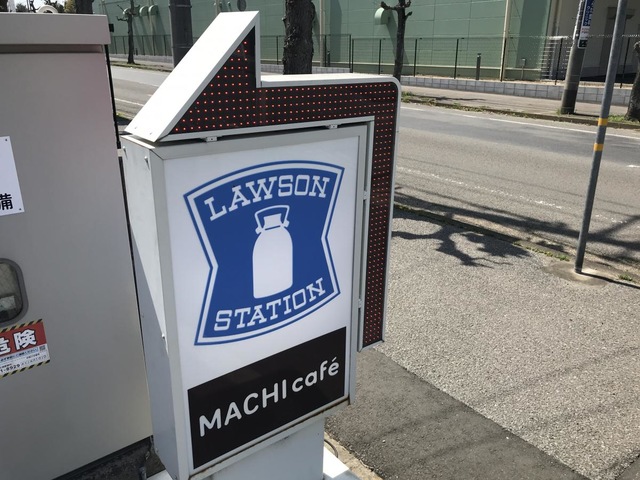 備
危険
LAWSON
STATION
MACHI café